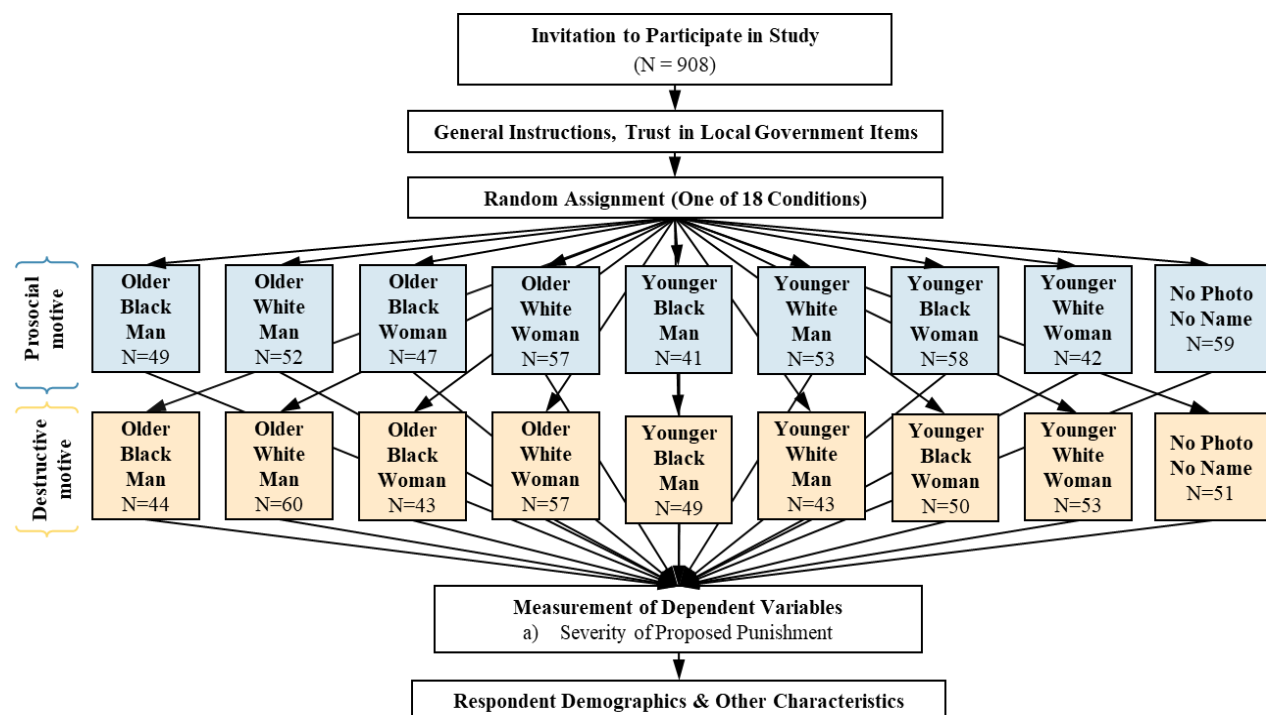 Invitation to Participate in Study
(N = 908)
General Instructions, Trust in Local Government Items
Random Assignment (One of 18 Conditions)
Prosocial
motive
Older
Black
Man
N=49
Older
White
Man
N=52
Older
Black
Woman
N=47
Older
White
Woman
N=57
Younger
Black
Man
N=41
Younger
White
Man
N=53
Younger
Black
Woman
N=58
Younger
White
Woman
N=42
No Photo
No Name
N=59
Destructive
motive
Older
Black
Man
N=44
Older
White
Man
N=60
Older
Black
Woman
N=43
Older
White
Woman
N=57
Younger
Black
Man
N=49
Younger
White
Man
N=43
Younger
Black
Woman
N=50
Younger
White
Woman
N=53
No Photo
No Name
N=51
Measurement of Dependent Variables
a) Severity of Proposed Punishment
Respondent Demographics & Other Characteristics